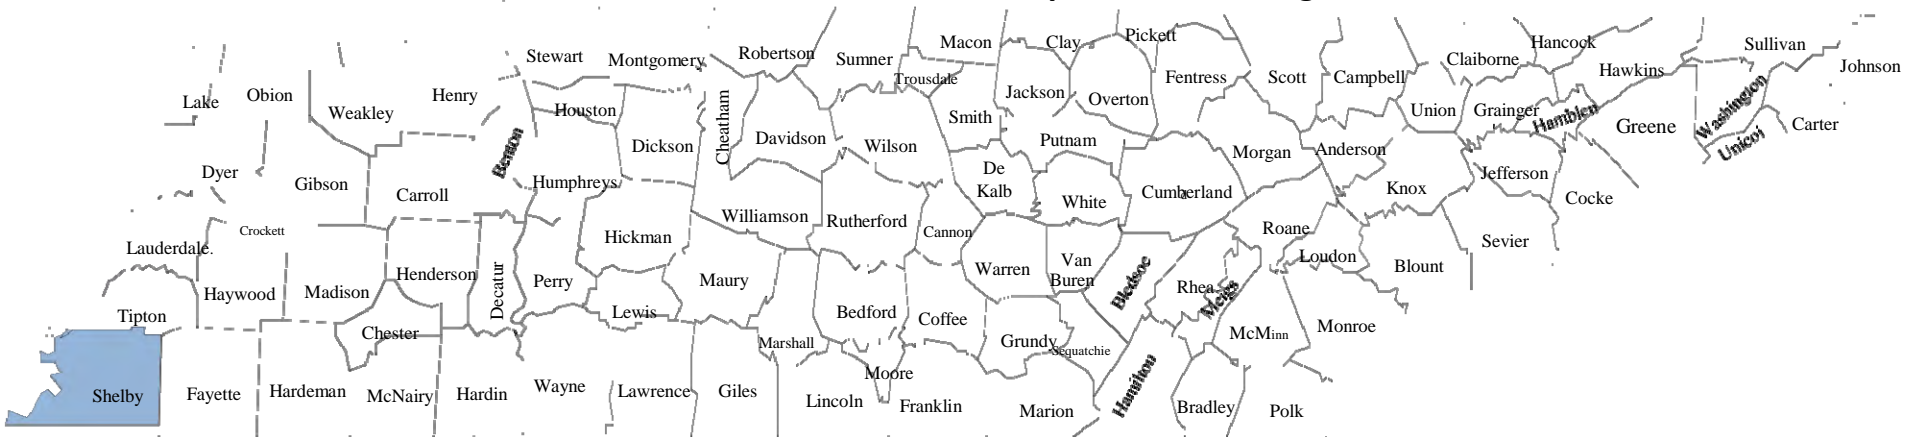 Pickett
Hancock
Macon
Clay
Sullivan
Stewart
Montgomery
Robertson
Sumner
Claiborne
Johnson
Trousdale
Fentress
Scott
Campbell
Hawkins
Lake
Obion
Henry
Jackson
Overton
Weakley
Houston
Cheatham
Smith
Union
Grainger
Hamblen
Washington
Greene
Carter
Unicoi
Benton
Dickson
Davidson
Wilson
Putnam
Morgan
Anderson
Dyer
Gibson
Carroll
Humphreys
De
Kalb
White
Cumberland
Knox
Jefferson
Cocke
Crockett
Williamson
Rutherford
Cannon
Roane
Sevier
Lauderdale.
Hickman
Loudon
Blount
Haywood
Madison
Henderson
Decatur
Perry
Maury
Warren
Van
Buren
Bledsoe
Rhea
Meigs
Tipton
Chester
Lewis
Bedford
Coffee
Monroe
McMinn
Marshall
Grundy
Sequatchie
Moore
Shelby
Fayette
Hardeman
McNairy
Hardin
Wayne
Lawrence
Giles
Lincoln
Franklin
Marion
Hamilton
Bradley
Polk